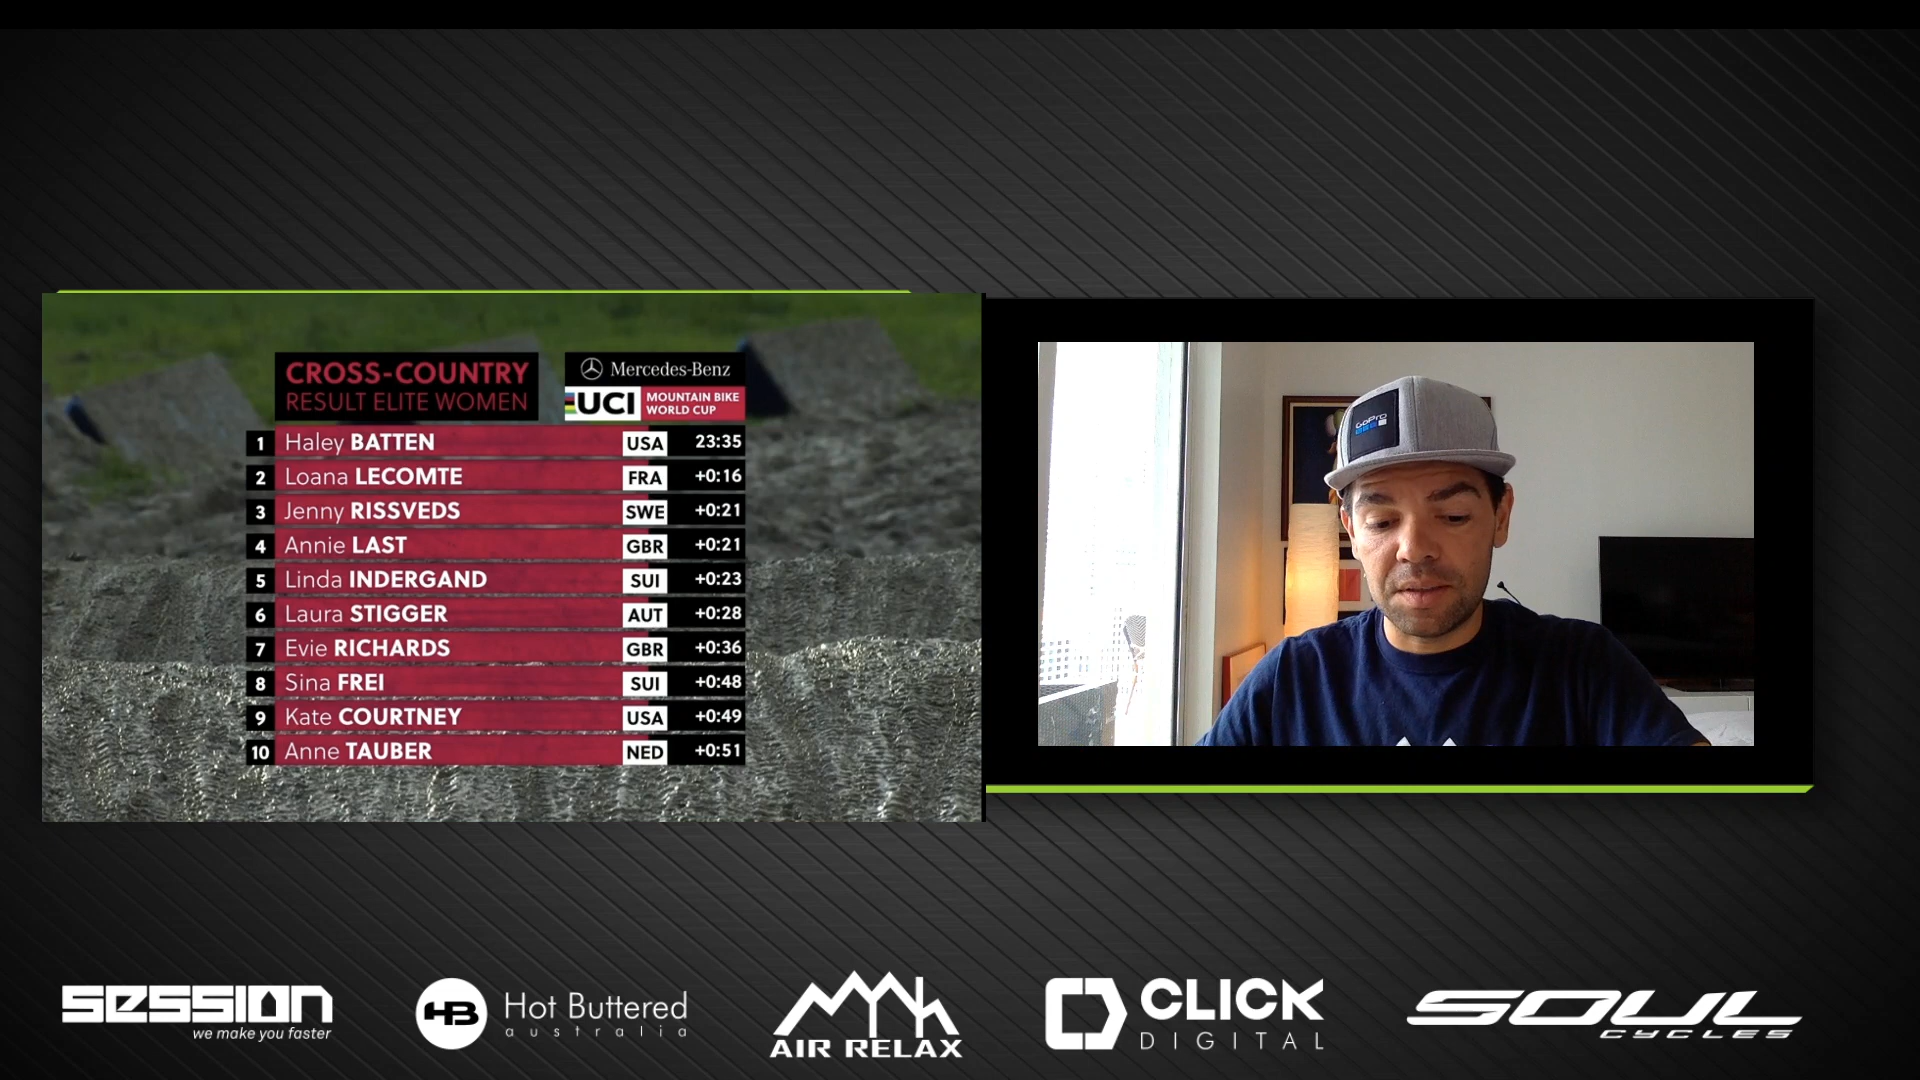 CROSS-COUNTRY
RESULT ELITE WOMEN
Mercedes-Benz
UCI MOUNTAIN BIKE
WORLD CUP
1 Haley BATTEN USA 23:35
2 Loana LECOMTE FRA +0:16
3 Jenny RISSVEDS SWE +0:21
4 Annie LAST GBR +0:21
5 Linda INDERGAND SUI +0:23
6 Laura STIGGER AUT +0:28
7 Evie RICHARDS GBR +0:36
8 Sina FREI SUI +0:48
9 Kate COURTNEY USA +0:49
10 Anne TAUBER NED +0:51
GoPro
session
we make you faster
HB
Hot Buttered
australia
AIR RELAX
CLICK
DIGITAL
SOUL
CYCLES